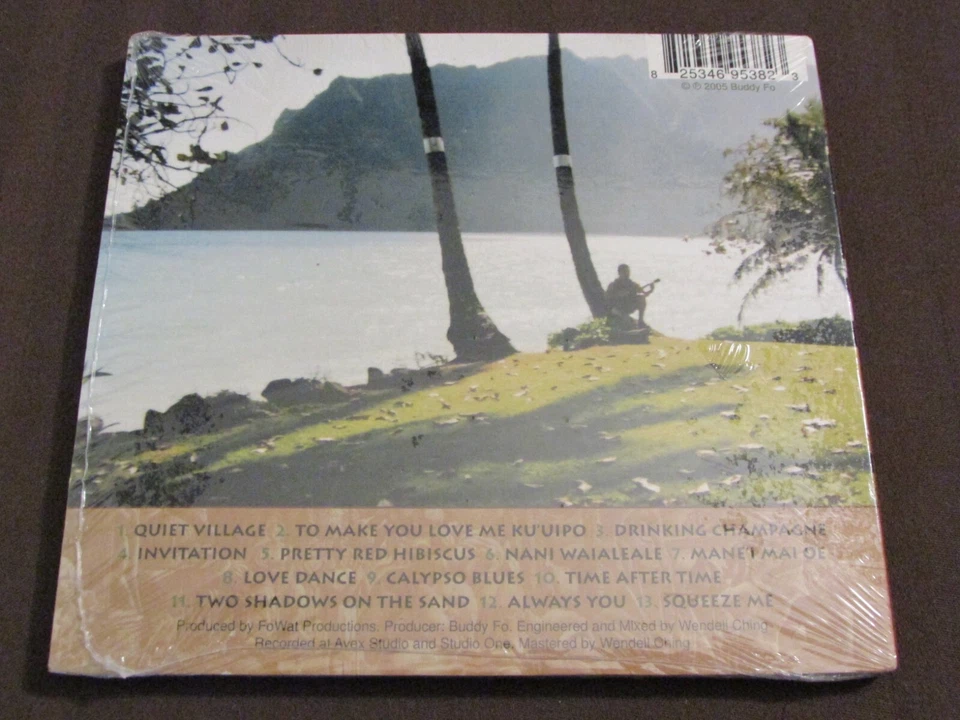 8 25346 95382 3
© ℗ 2005 Buddy Fo
1. QUIET VILLAGE 2. TO MAKE YOU LOVE ME KU'UIPO 3. DRINKING CHAMPAGNE
4. INVITATION 5. PRETTY RED HIBISCUS 6. NANI WAIALEALE 7. MANE'I MAI OE
8. LOVE DANCE 9. CALYPSO BLUES 10. TIME AFTER TIME
11. TWO SHADOWS ON THE SAND 12. ALWAYS YOU 13. SQUEEZE ME
Produced by FoWat Productions. Producer: Buddy Fo. Engineered and Mixed by Wendell Ching.
Recorded at Avex Studio and Studio One. Mastered by Wendell Ching